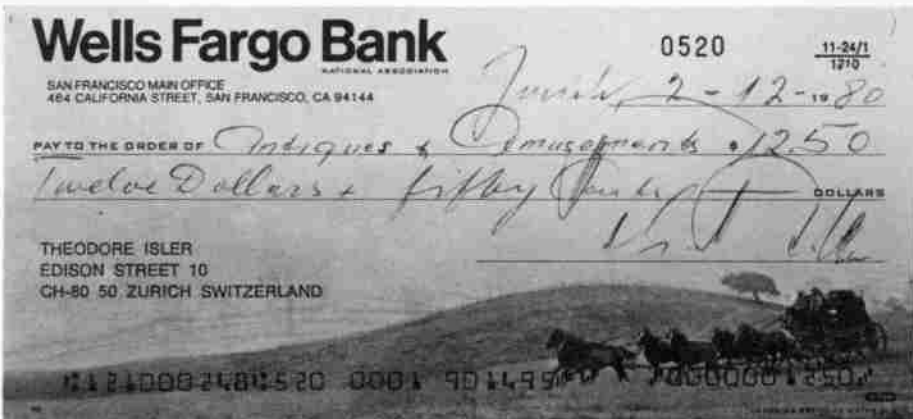 Wells Fargo Bank
NATIONAL ASSOCIATION
SAN FRANCISCO MAIN OFFICE
464 CALIFORNIA STREET, SAN FRANCISCO, CA 94144
0520
11-24/1
1210
Zurich, 2-12-1980
PAY TO THE ORDER OF Antiques & Amusements $12.50
Twelve Dollars & fifty Cents DOLLARS
THEODORE ISLER
EDISON STREET 10
CH-80 50 ZURICH SWITZERLAND